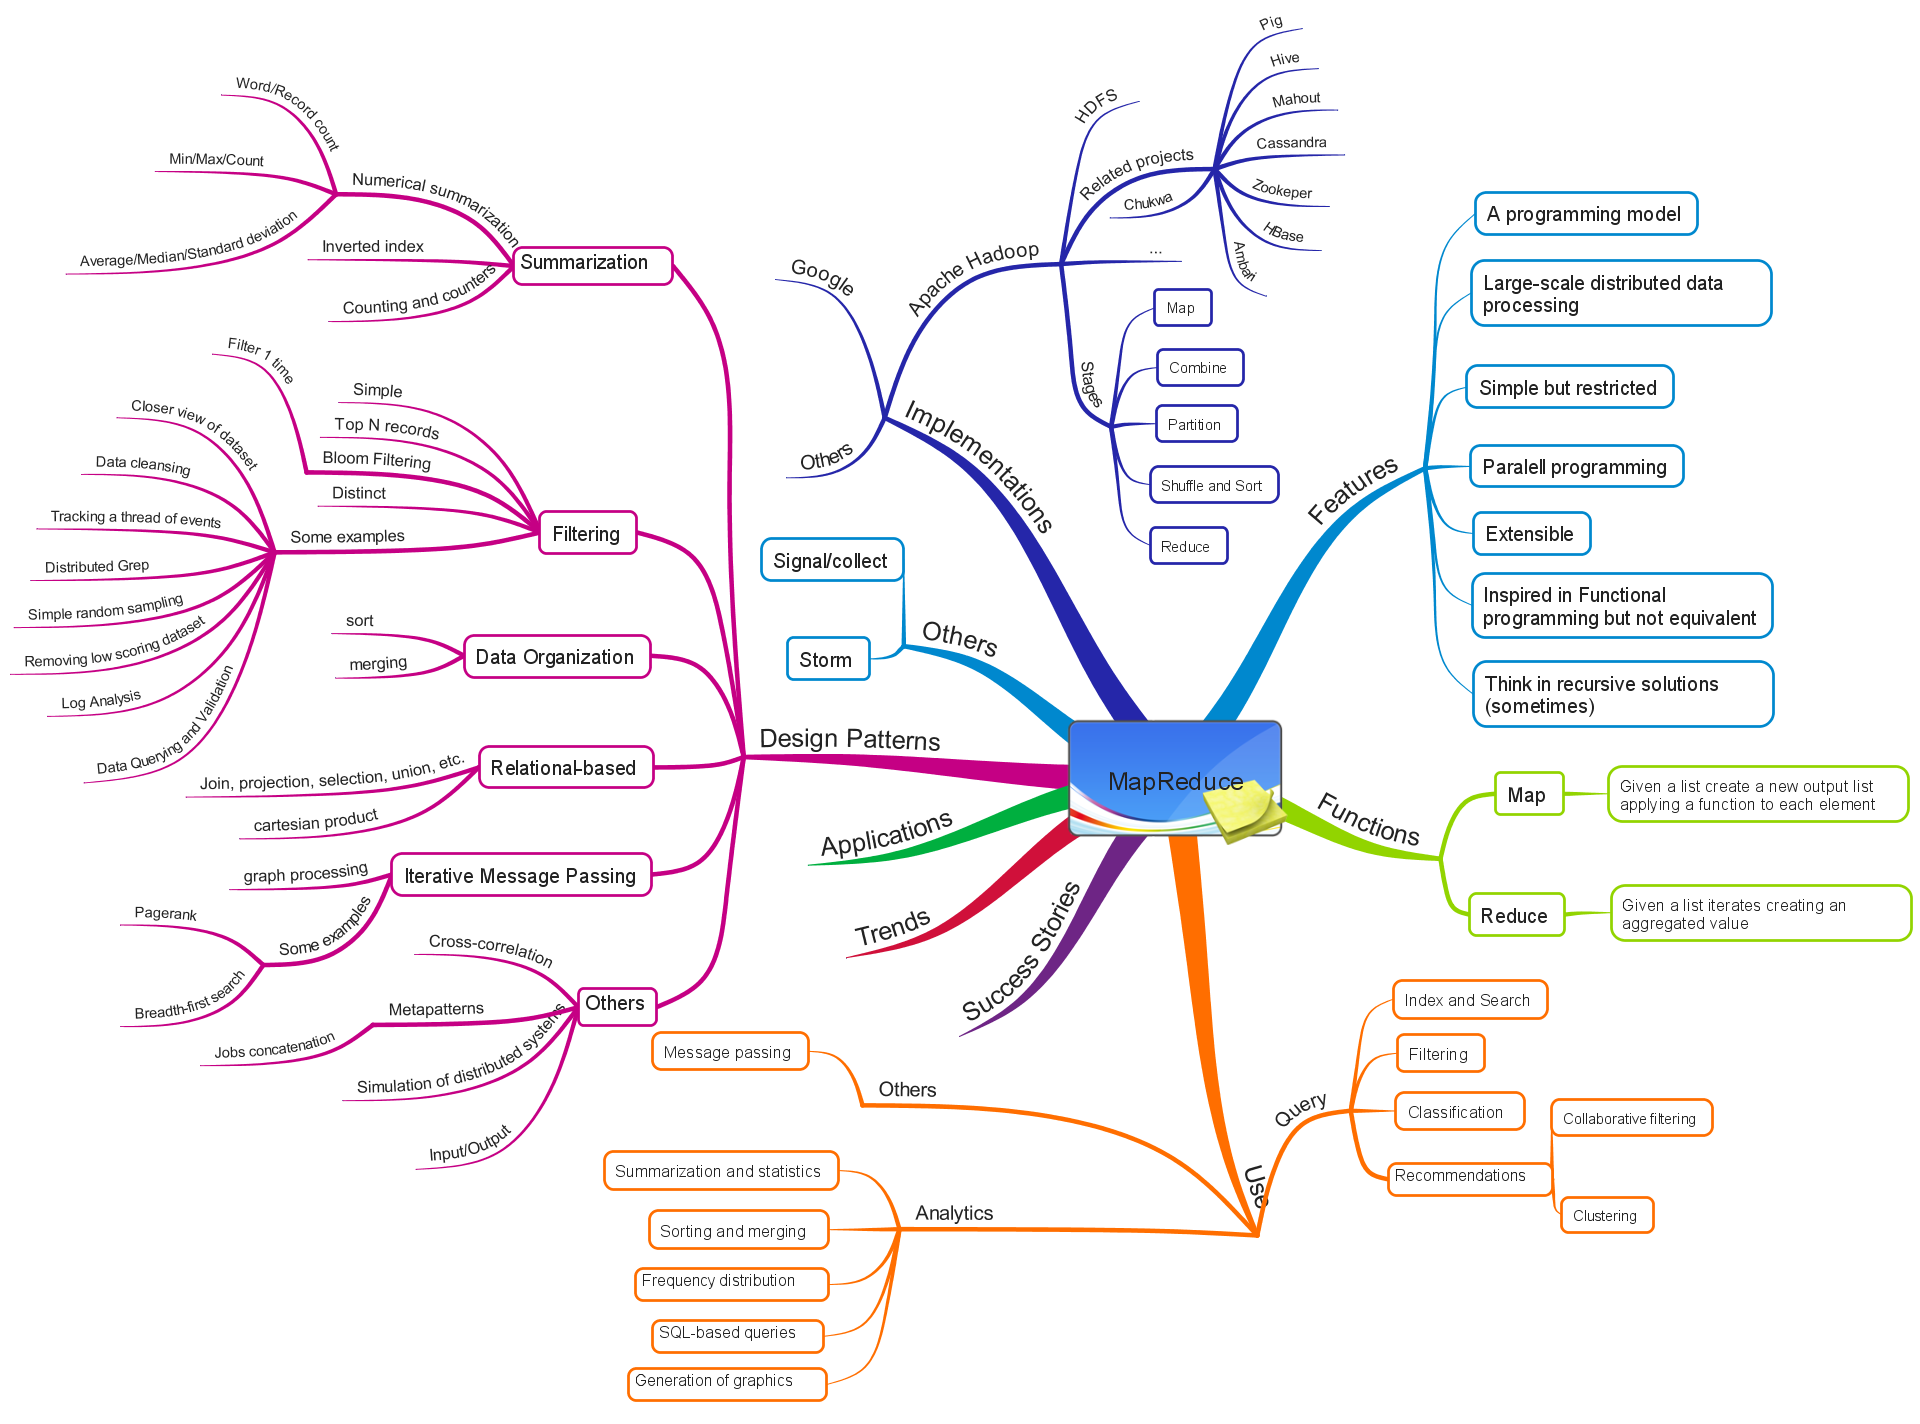 MapReduce
Features
A programming model
Large-scale distributed data
processing
Simple but restricted
Paralell programming
Extensible
Inspired in Functional
programming but not equivalent
Think in recursive solutions
(sometimes)
Functions
Map
Given a list create a new output list
applying a function to each element
Reduce
Given a list iterates creating an
aggregated value
Use
Query
Index and Search
Filtering
Classification
Recommendations
Collaborative filtering
Clustering
Analytics
Summarization and statistics
Sorting and merging
Frequency distribution
SQL-based queries
Generation of graphics
Others
Message passing
Success Stories
Trends
Applications
Design Patterns
Summarization
Numerical summarization
Word/Record count
Min/Max/Count
Average/Median/Standard deviation
Inverted index
Counting and counters
Filtering
Simple
Top N records
Bloom Filtering
Filter 1 time
Distinct
Some examples
Closer view of dataset
Data cleansing
Tracking a thread of events
Distributed Grep
Simple random sampling
Removing low scoring dataset
Log Analysis
Data Querying and Validation
Data Organization
sort
merging
Relational-based
Join, projection, selection, union, etc.
cartesian product
Iterative Message Passing
graph processing
Some examples
Pagerank
Breadth-first search
Others
Cross-correlation
Metapatterns
Jobs concatenation
Simulation of distributed systems
Input/Output
Others
Signal/collect
Storm
Implementations
Google
Apache Hadoop
HDFS
Related projects
Pig
Hive
Mahout
Cassandra
Zookeper
HBase
Ambari
Chukwa
...
Stages
Map
Combine
Partition
Shuffle and Sort
Reduce
Others